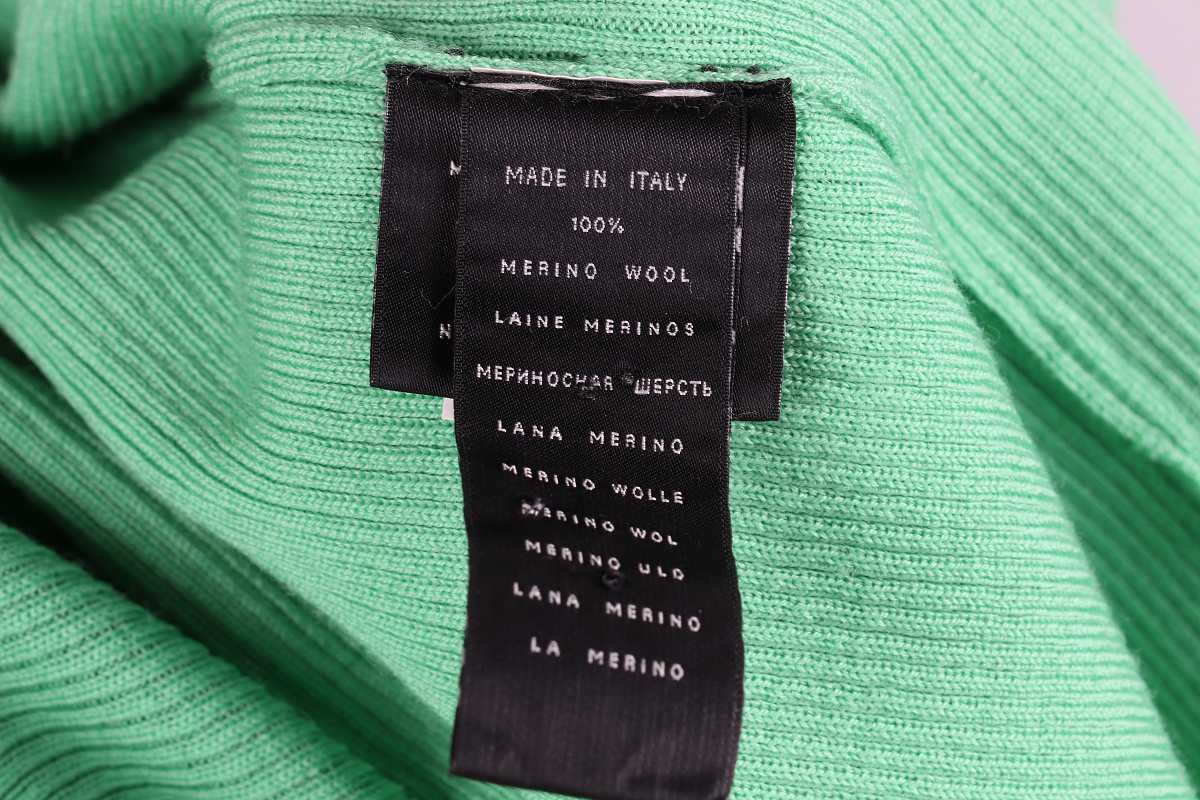 MADE IN ITALY
100%
MERINO WOOL
LAINE MERINOS
МЕРИНОСНАЯ ШЕРСТЬ
LANA MERINO
MERINO WOLLE
MERINO WOL
MERINO ULD
LANA MERINO
LA MERINO